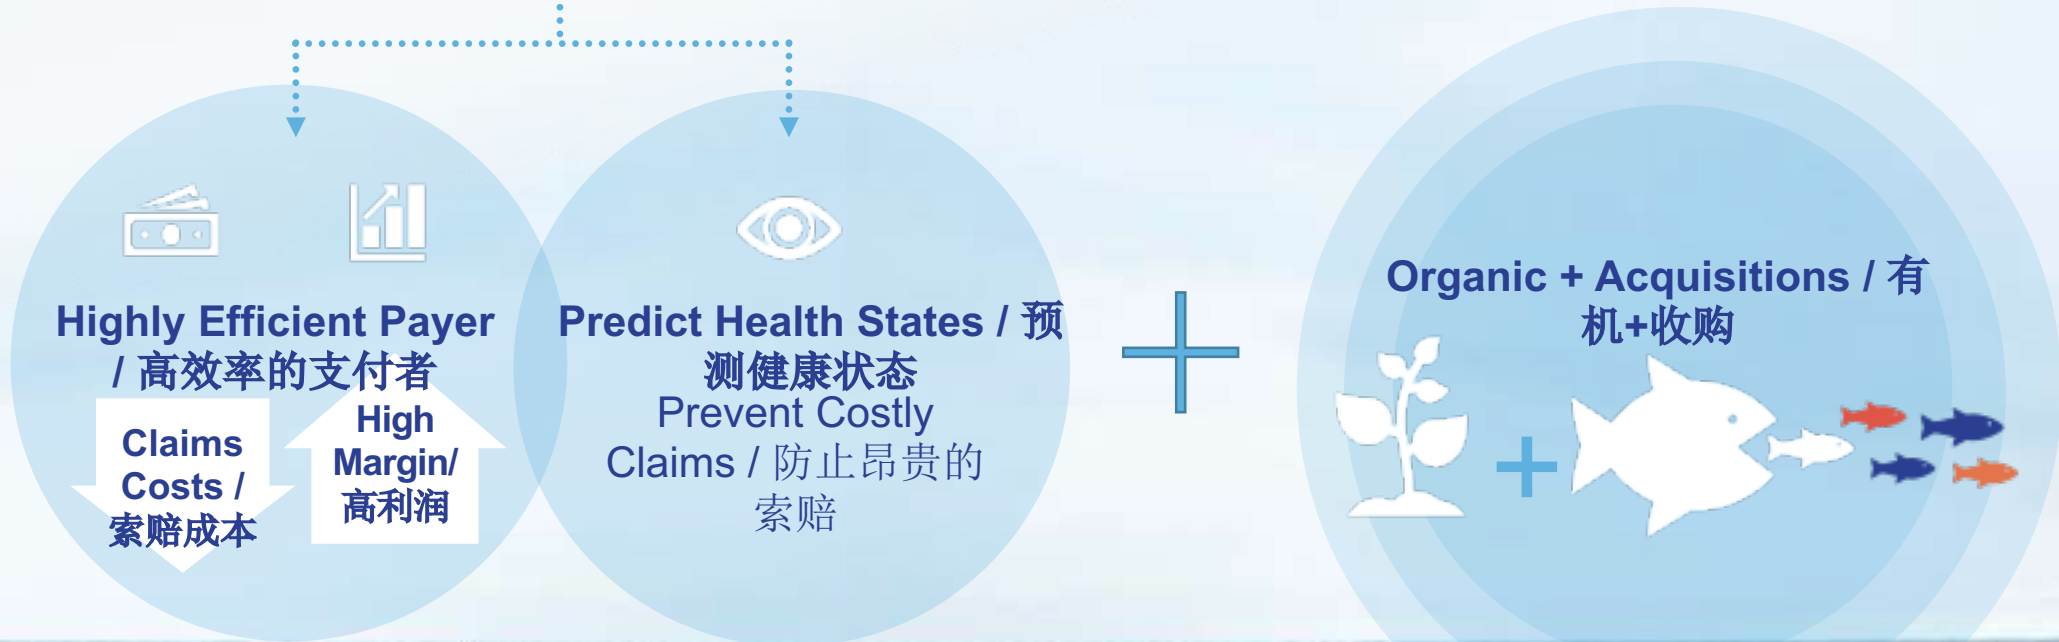 Highly Efficient Payer
/ 高效率的支付者
Claims
Costs /
索赔成本
High
Margin/
高利润
Predict Health States / 预
测健康状态
Prevent Costly
Claims / 防止昂贵的
索赔
Organic + Acquisitions / 有
机+收购